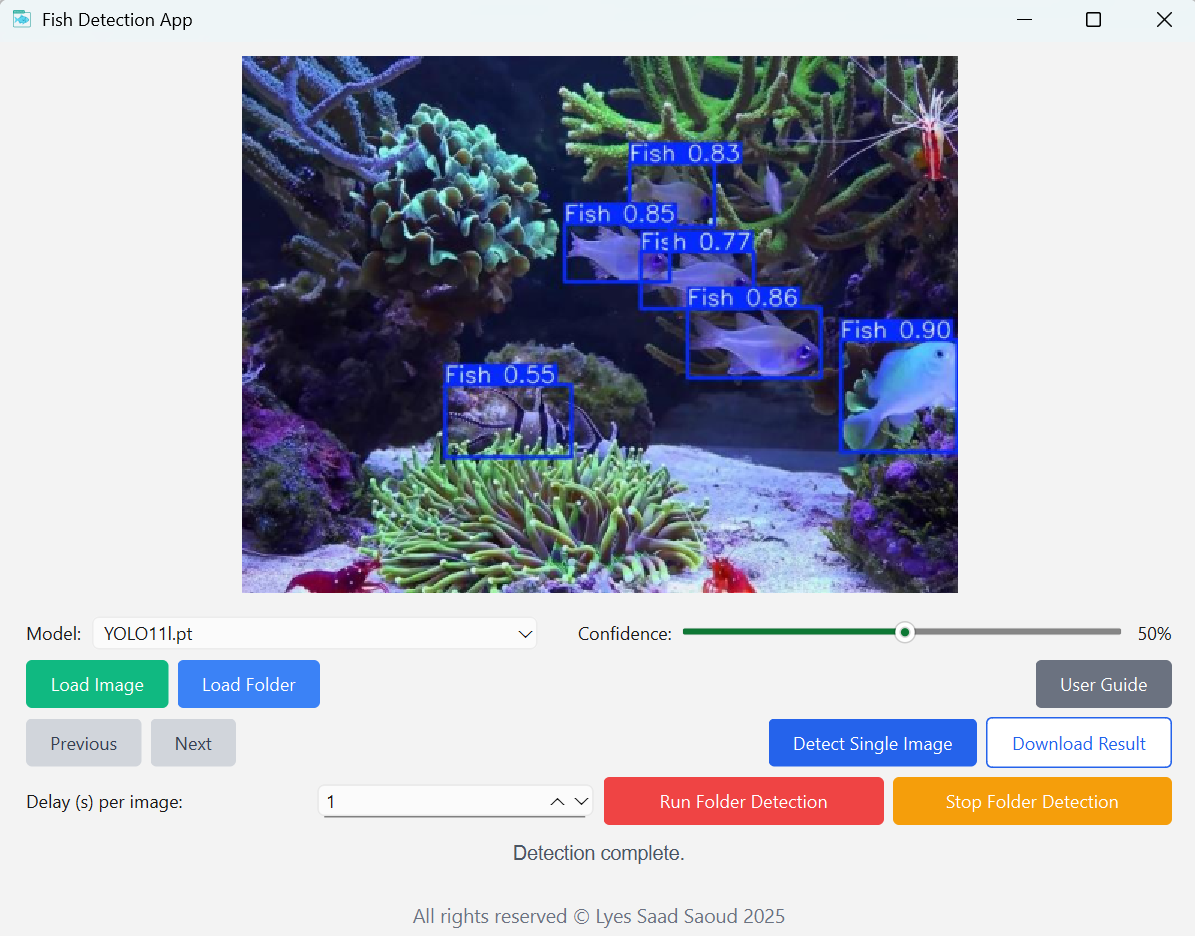 Fish Detection App
Fish 0.83
Fish 0.85
Fish 0.77
Fish 0.86
Fish 0.90
Fish 0.55
Model: YOLO11l.pt Confidence: 50%
Load Image Load Folder User Guide
Previous Next Detect Single Image Download Result
Delay (s) per image: 1 Run Folder Detection Stop Folder Detection
Detection complete.
All rights reserved © Lyes Saad Saoud 2025